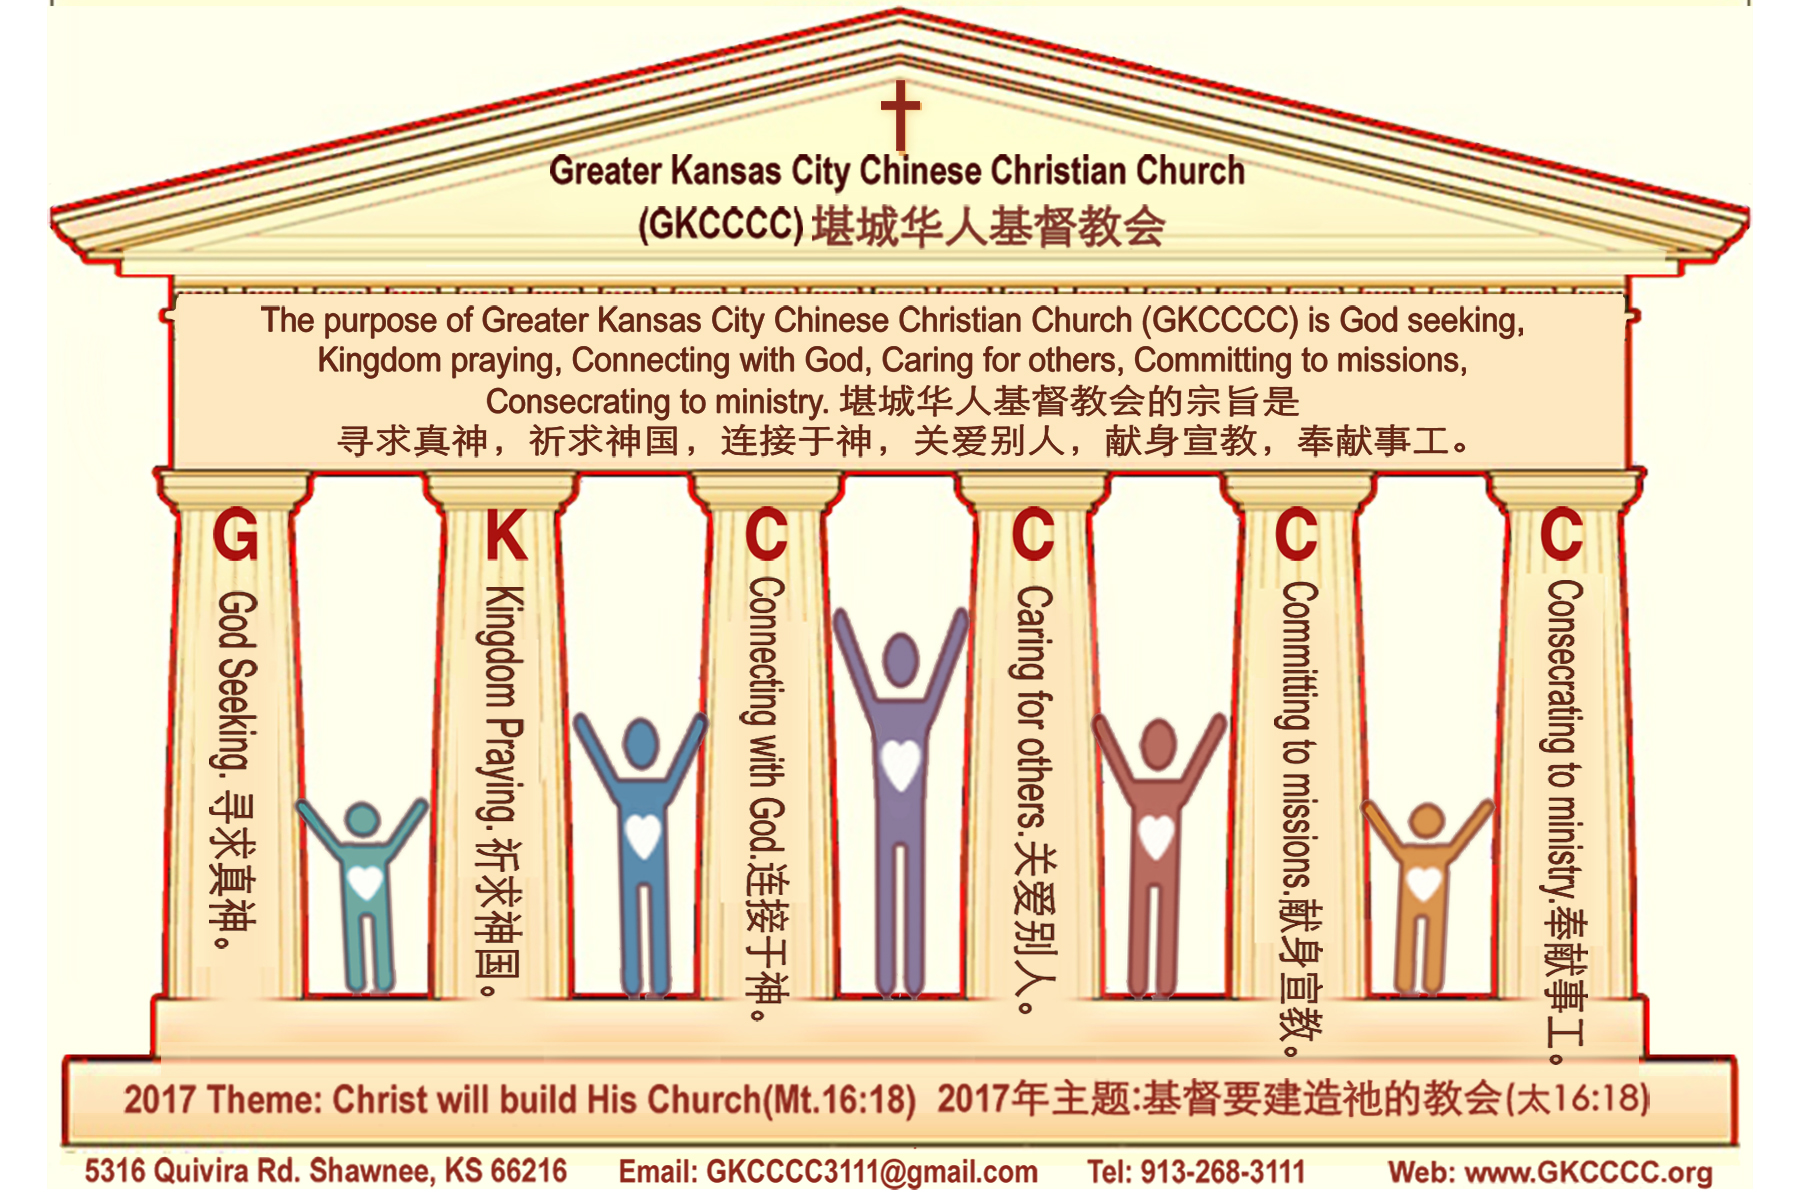 Greater Kansas City Chinese Christian Church
(GKCCCC) 堪城华人基督教会
The purpose of Greater Kansas City Chinese Christian Church (GKCCCC) is God seeking,
Kingdom praying, Connecting with God, Caring for others, Committing to missions,
Consecrating to ministry. 堪城华人基督教会的宗旨是
寻求真神，祈求神国，连接于神，关爱别人，献身宣教，奉献事工。
G
God Seeking. 寻求真神。
K
Kingdom Praying. 祈求神国。
C
Connecting with God.连接于神。
C
Caring for others.关爱别人。
C
Committing to missions.献身宣教。
C
Consecrating to ministry.奉献事工。
2017 Theme: Christ will build His Church(Mt.16:18) 2017年主题:基督要建造祂的教会(太16:18)
5316 Quivira Rd. Shawnee, KS 66216 Email: GKCCCC3111@gmail.com Tel: 913-268-3111 Web: www.GKCCCC.org